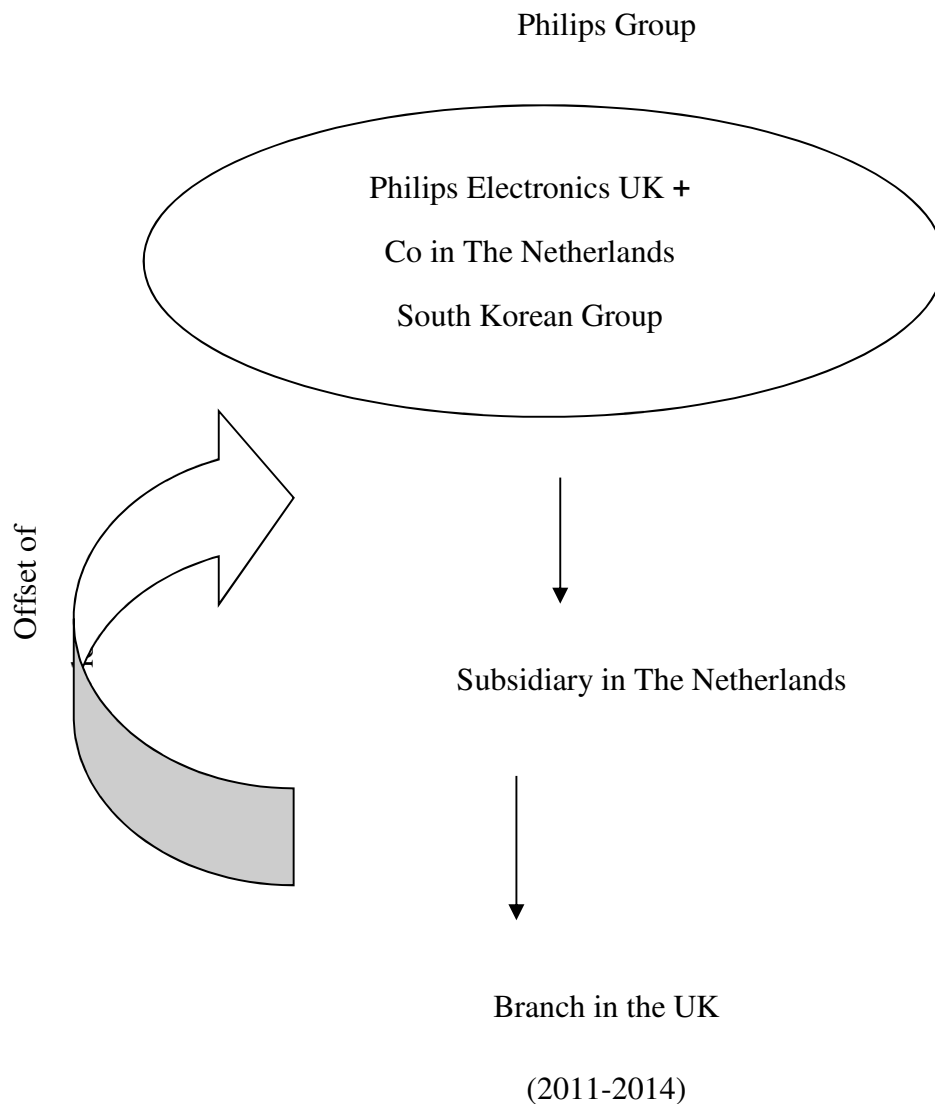 Philips Group
Philips Electronics UK +
Co in The Netherlands
South Korean Group
Offset of
Subsidiary in The Netherlands
Branch in the UK
(2011-2014)